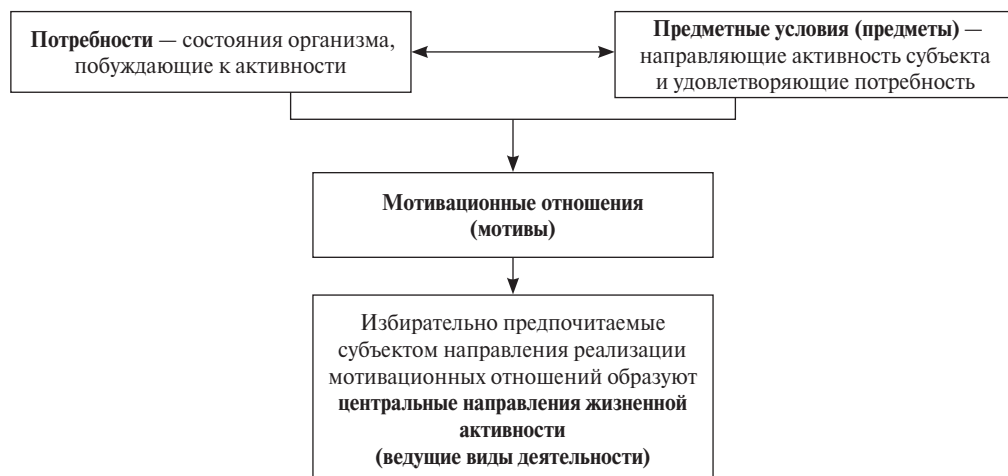 Потребности — состояния организма,
побуждающие к активности
Предметные условия (предметы) —
направляющие активность субъекта
и удовлетворяющие потребность
Мотивационные отношения
(мотивы)
Избирательно предпочитаемые
субъектом направления реализации
мотивационных отношений образуют
центральные направления жизненной
активности
(ведущие виды деятельности)